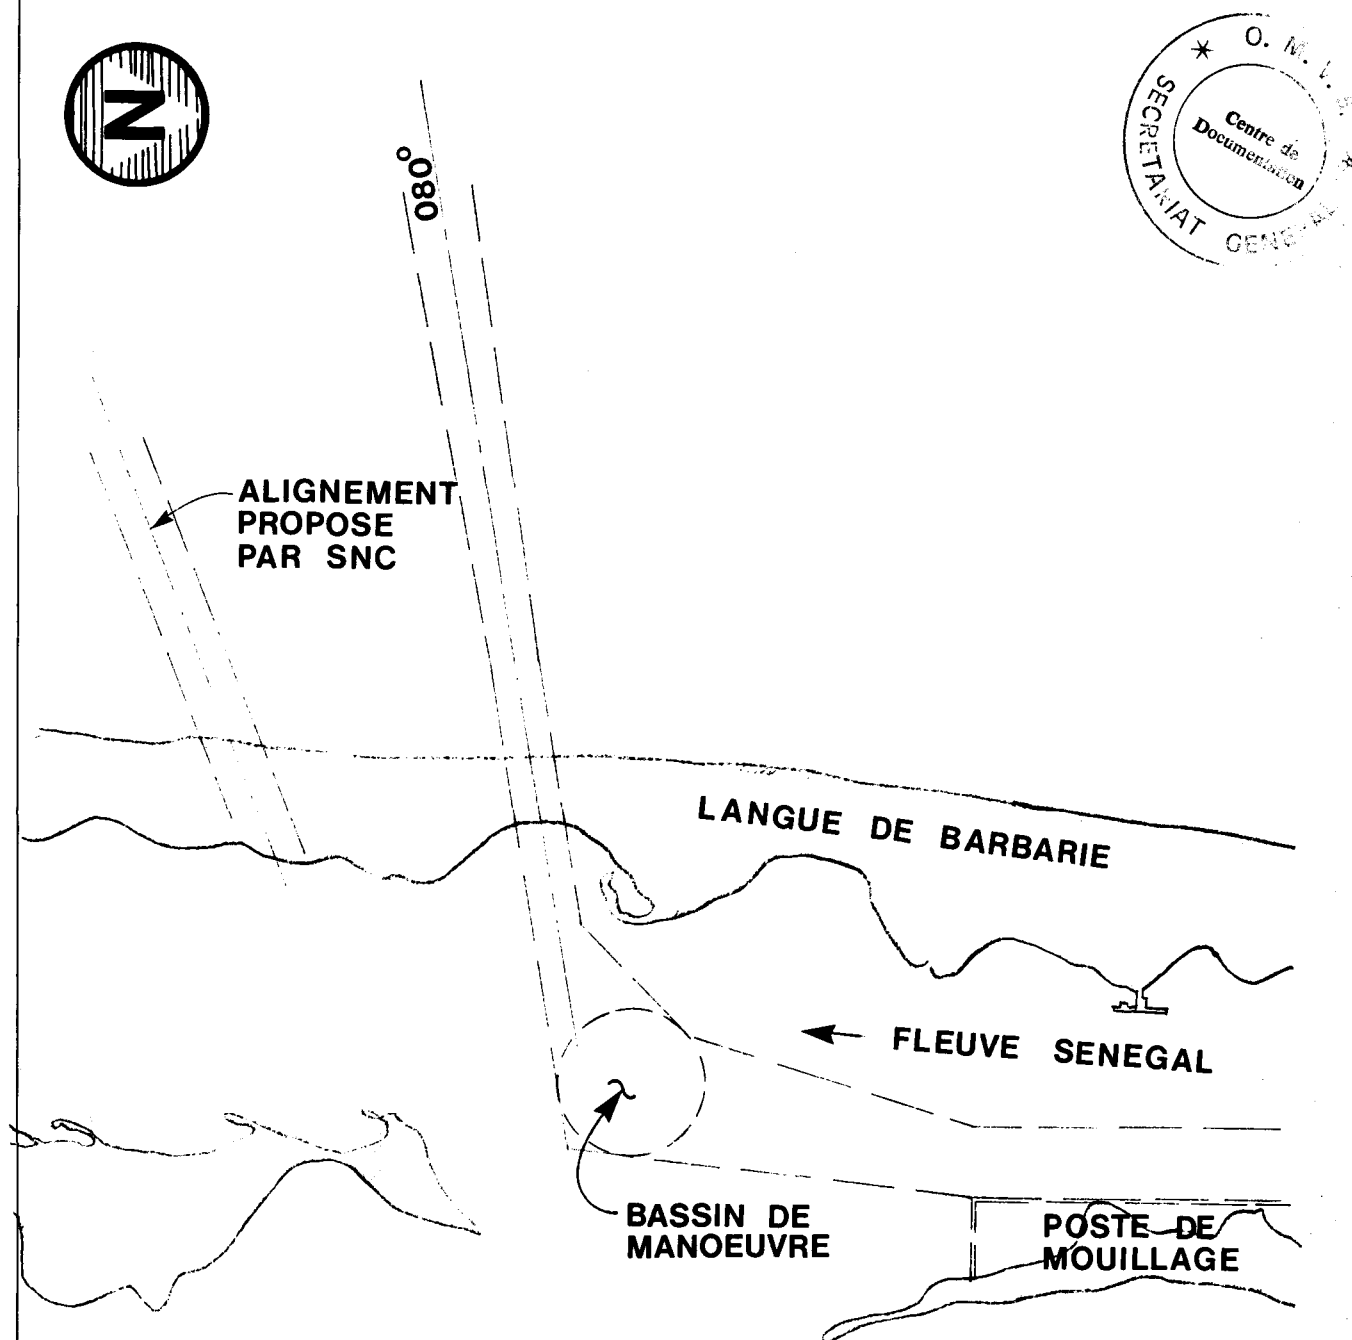 N
O. M. V. S.
SECRETARIAT GENERAL
Centre de
Documentation
080°
ALIGNEMENT
PROPOSE
PAR SNC
LANGUE DE BARBARIE
FLEUVE SENEGAL
BASSIN DE
MANOEUVRE
POSTE DE
MOUILLAGE